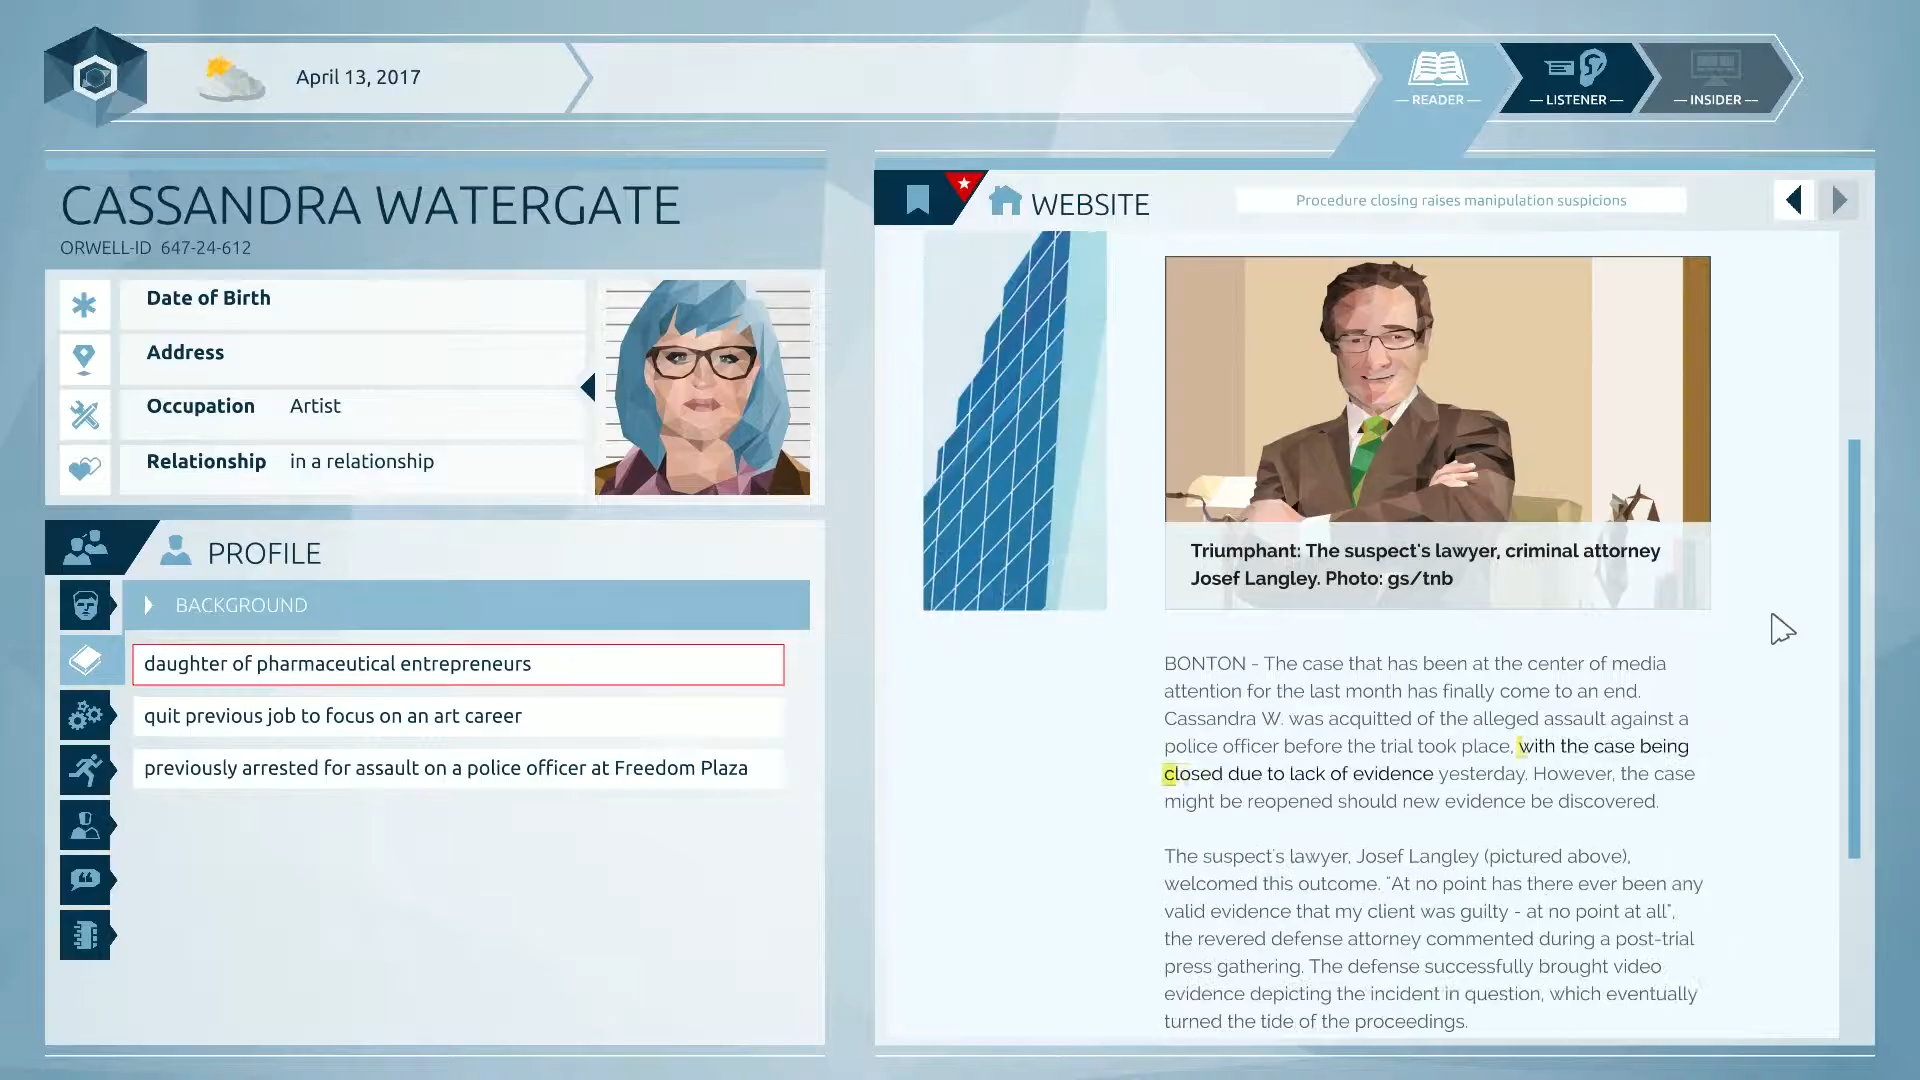 April 13, 2017
READER
LISTENER
INSIDER
CASSANDRA WATERGATE
ORWELL-ID 647-24-612
Date of Birth
Address
Occupation Artist
Relationship in a relationship
PROFILE
BACKGROUND
daughter of pharmaceutical entrepreneurs
quit previous job to focus on an art career
previously arrested for assault on a police officer at Freedom Plaza
WEBSITE
Procedure closing raises manipulation suspicions
Triumphant: The suspect's lawyer, criminal attorney
Josef Langley. Photo: gs/tnb
BONTON - The case that has been at the center of media
attention for the last month has finally come to an end.
Cassandra W. was acquitted of the alleged assault against a
police officer before the trial took place, with the case being
closed due to lack of evidence yesterday. However, the case
might be reopened should new evidence be discovered.
The suspect's lawyer, Josef Langley (pictured above),
welcomed this outcome. "At no point has there ever been any
valid evidence that my client was guilty - at no point at all",
the revered defense attorney commented during a post-trial
press gathering. The defense successfully brought video
evidence depicting the incident in question, which eventually
turned the tide of the proceedings.